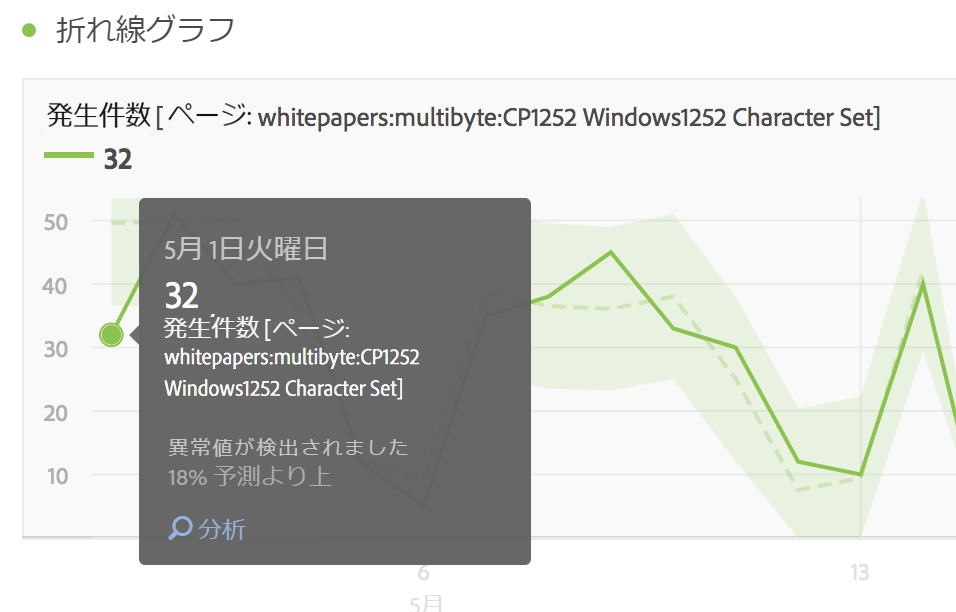 折れ線グラフ
発生件数 [ ページ: whitepapers:multibyte:CP1252 Windows1252 Character Set]
32
50
40
30
20
10
5月 1日火曜日
32
発生件数 [ページ:
whitepapers:multibyte:CP1252
Windows1252 Character Set]
異常値が検出されました
18% 予測より上
分析
6
13
5月